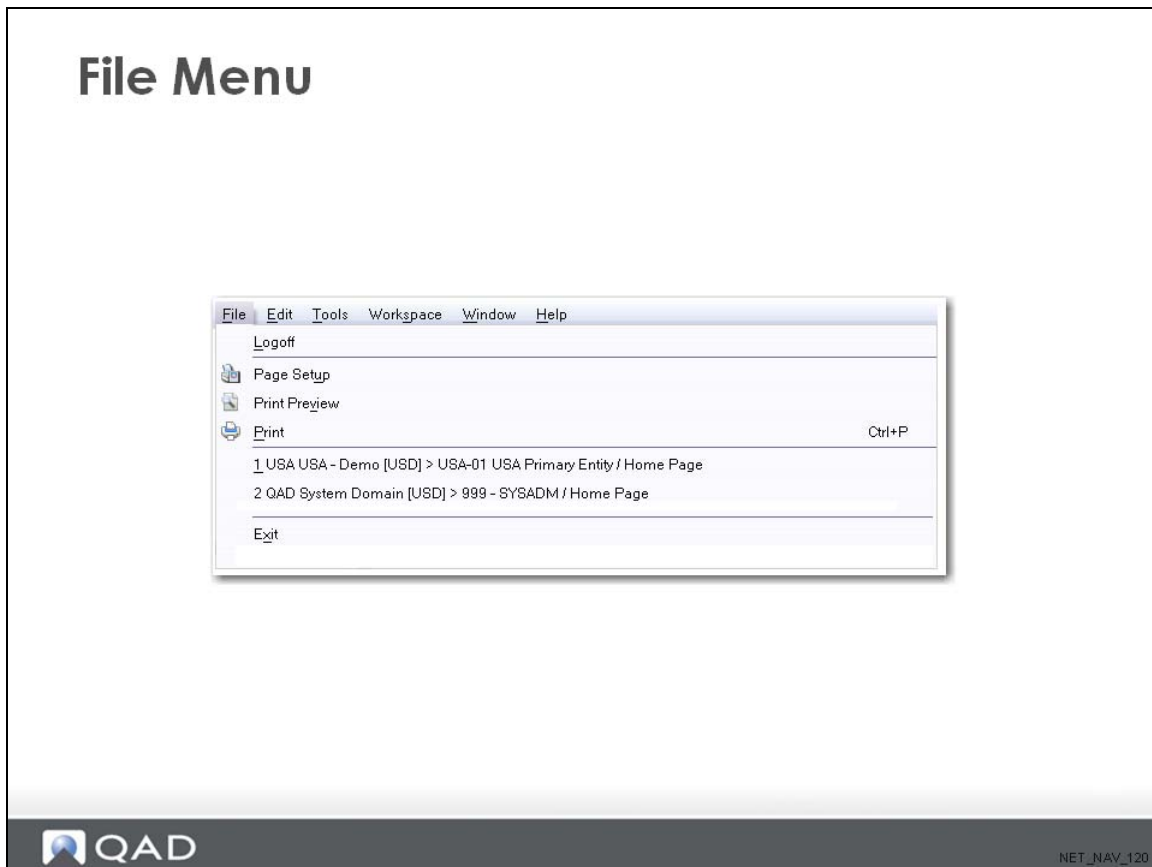 File Menu
File Edit Tools Workspace Window Help
Logoff
Page Setup
Print Preview
Print Ctrl+P
1 USA USA - Demo [USD] > USA-01 USA Primary Entity / Home Page
2 QAD System Domain [USD] > 999 - SYSADM / Home Page
Exit
QAD
NET_NAV_120